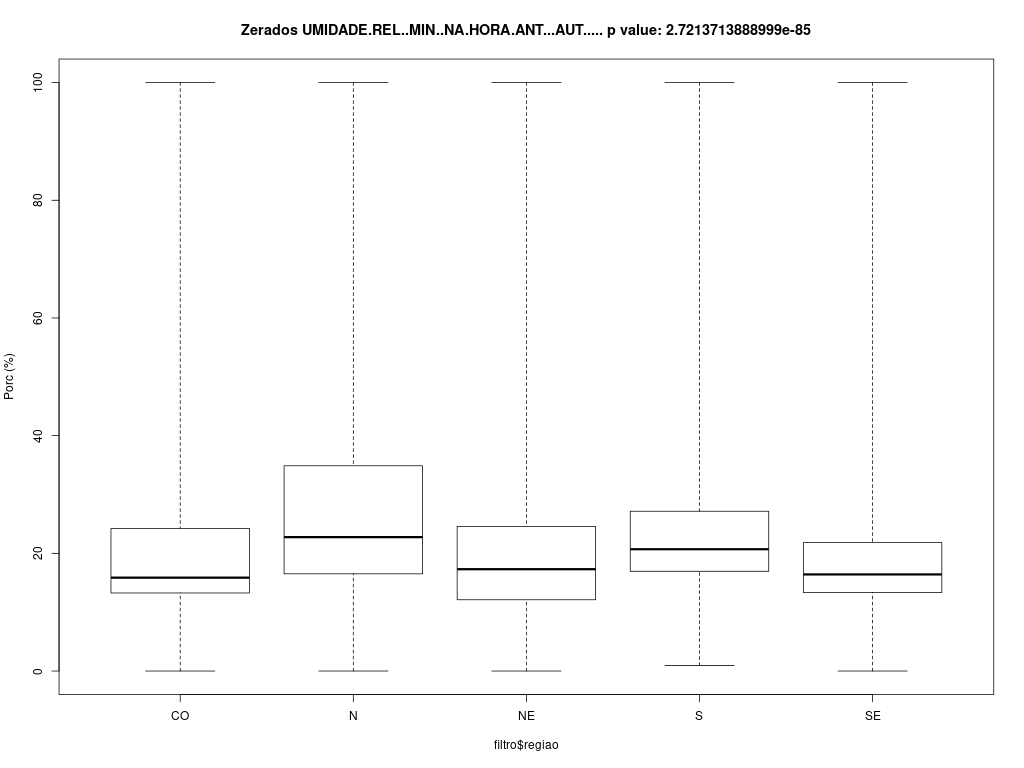 Zerados UMIDADE.REL..MIN..NA.HORA.ANT...AUT..... p value: 2.7213713888999e-85
100
80
60
40
20
0
Porc (%)
CO N NE S SE
filtro$regiao